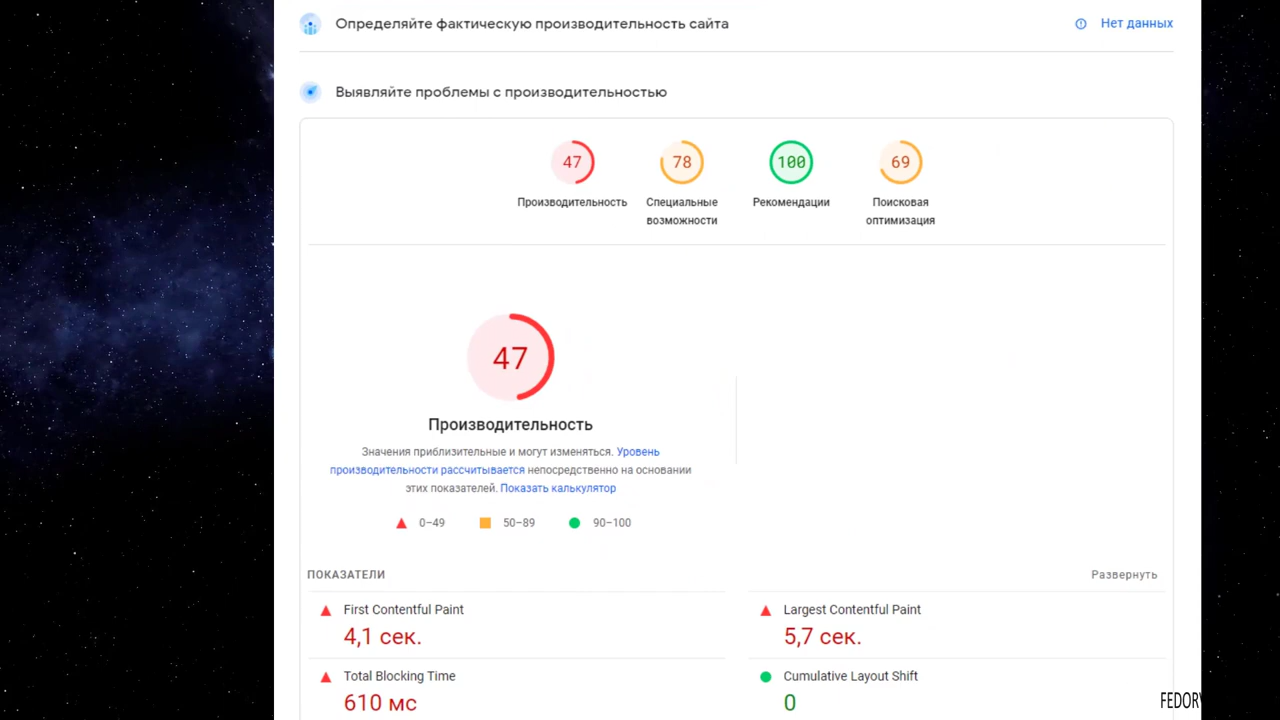 Определяйте фактическую производительность сайта
Нет данных
Выявляйте проблемы с производительностью
47
78
100
69
Производительность
Специальные
возможности
Рекомендации
Поисковая
оптимизация
47
Производительность
Значения приблизительные и могут изменяться. Уровень
производительности рассчитывается непосредственно на основании
этих показателей. Показать калькулятор
0–49
50–89
90–100
ПОКАЗАТЕЛИ
Развернуть
First Contentful Paint
4,1 сек.
Largest Contentful Paint
5,7 сек.
Total Blocking Time
610 мс
Cumulative Layout Shift
0